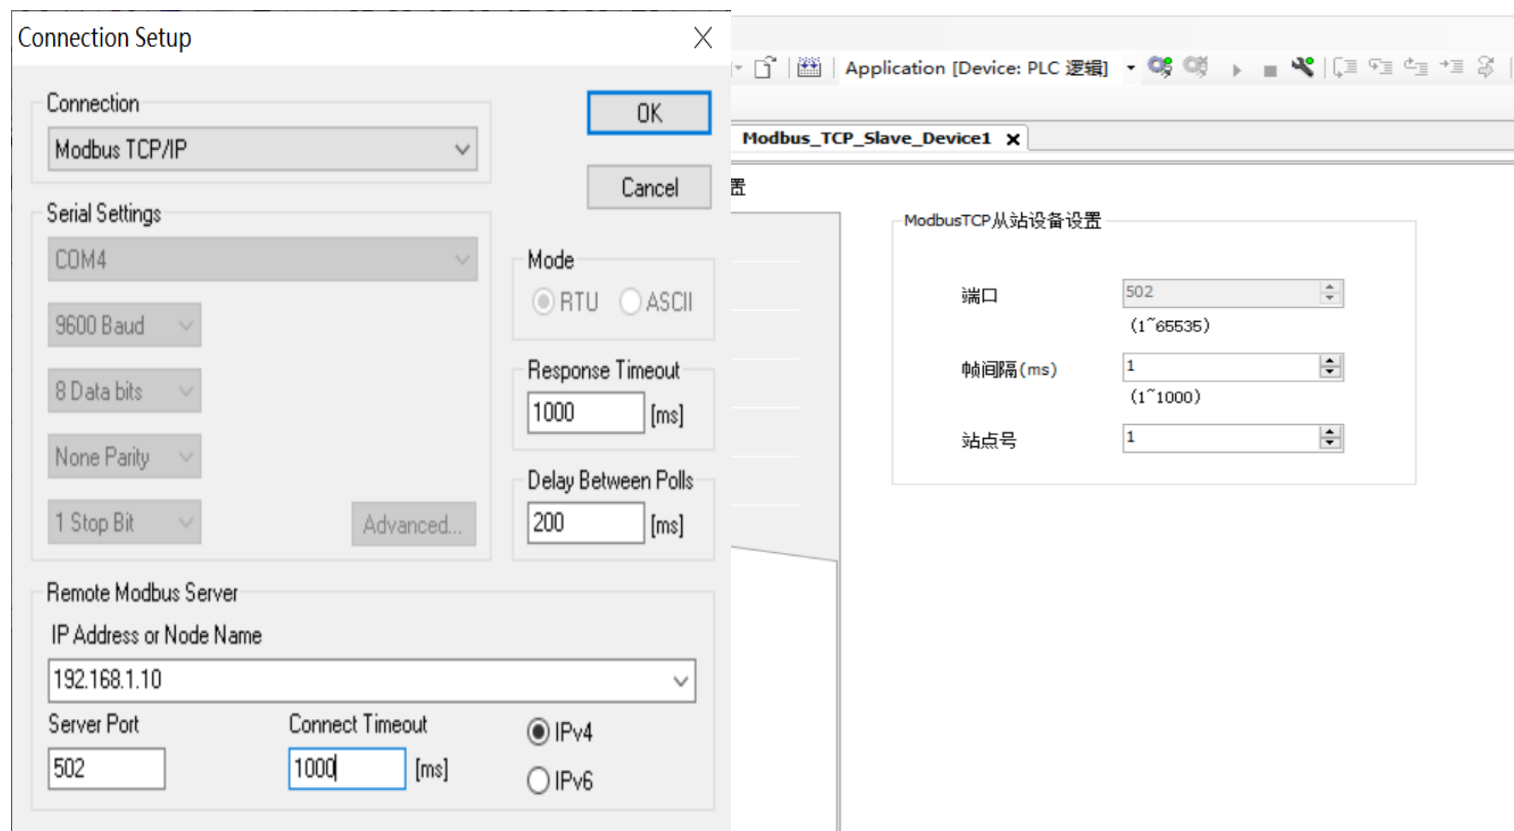 Connection Setup
Connection
Modbus TCP/IP
OK
Cancel
Serial Settings
COM4
9600 Baud
8 Data bits
None Parity
1 Stop Bit
Advanced...
Mode
RTU
ASCII
Response Timeout
1000 [ms]
Delay Between Polls
200 [ms]
Remote Modbus Server
IP Address or Node Name
192.168.1.10
Server Port
502
Connect Timeout
1000 [ms]
IPv4
IPv6
Application [Device: PLC 逻辑]
Modbus_TCP_Slave_Device1
置
ModbusTCP从站设备设置
端口 502
(1~65535)
帧间隔(ms) 1
(1~1000)
站点号 1